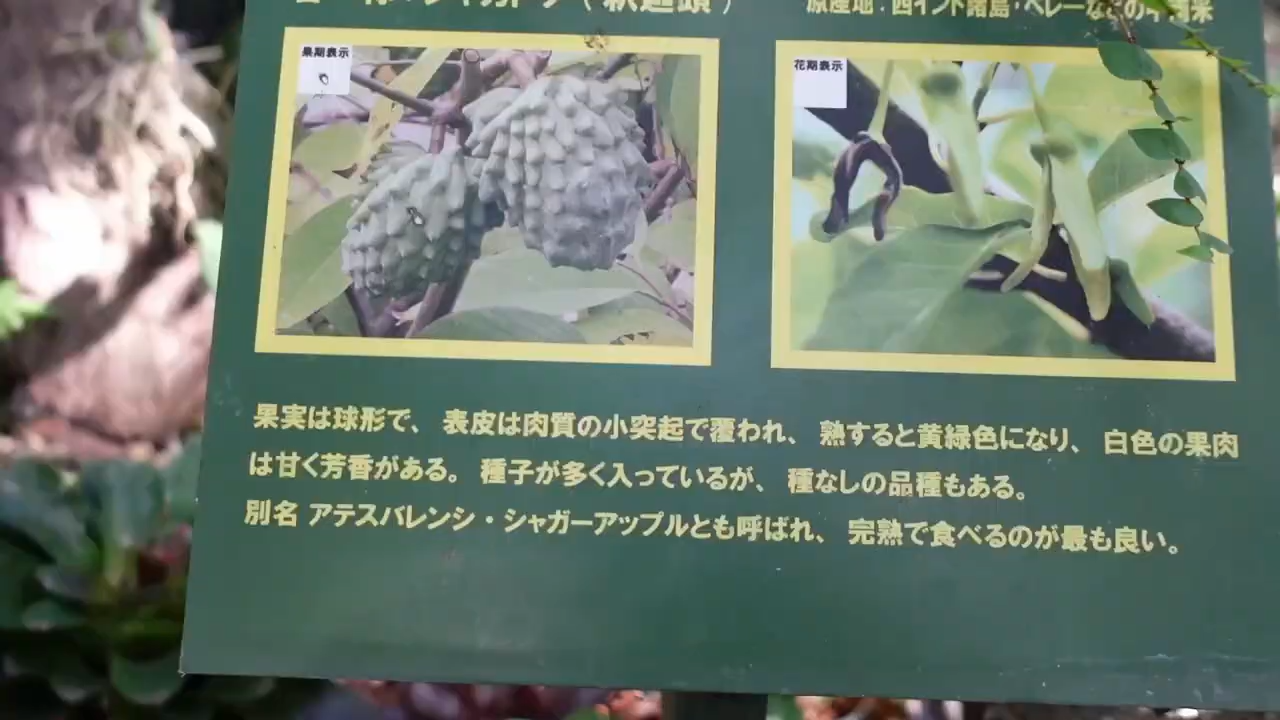 (釈迦頭)
原産地:西インド諸島・ペルーなどの中南米
果期表示
花期表示
果実は球形で、表皮は肉質の小突起で覆われ、熟すると黄緑色になり、白色の果肉
は甘く芳香がある。種子が多く入っているが、種なしの品種もある。
別名 アテスバレンシ・シャガーアップルとも呼ばれ、完熟で食べるのが最も良い。